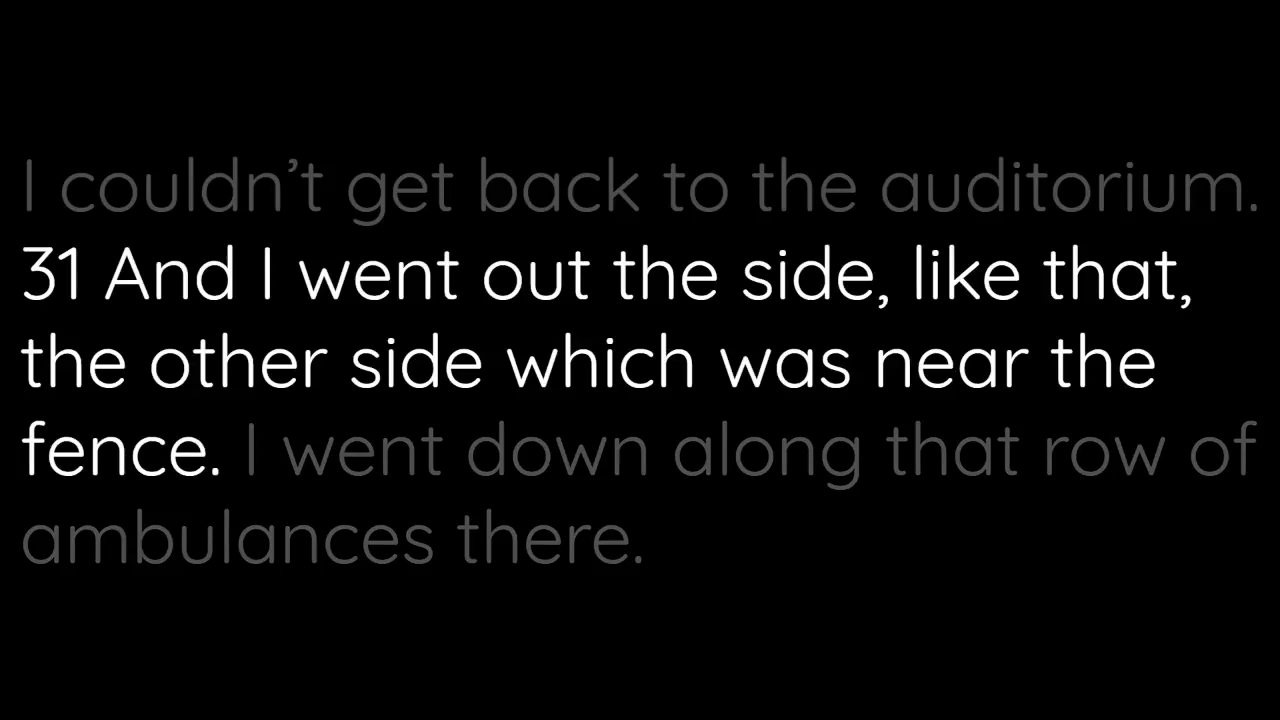 I couldn’t get back to the auditorium.
31 And I went out the side, like that,
the other side which was near the
fence. I went down along that row of
ambulances there.